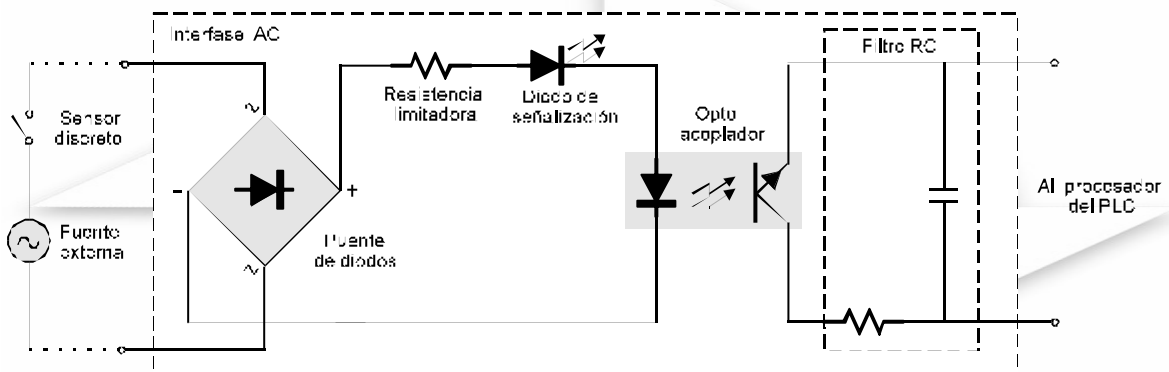 Interfase AC
Filtro RC
Sensor
discreto
Resistencia
limitadora
Diodo de
señalización
Opto
acoplador
Al procesador
del PLC
Fuente
externa
Puente
de diodos
- +